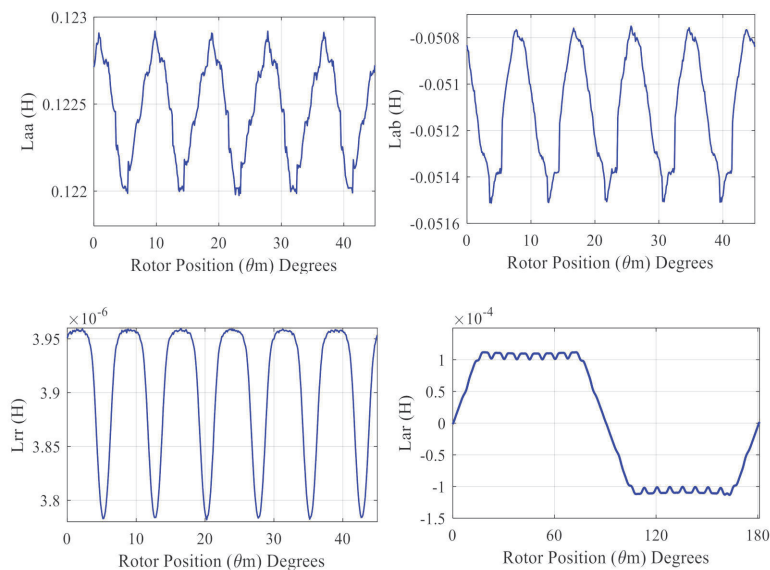 0.123
0.1225
0.122
Laa (H)
0 10 20 30 40
Rotor Position (θm) Degrees
-0.0508
-0.051
-0.0512
-0.0514
-0.0516
Lab (H)
0 10 20 30 40
Rotor Position (θm) Degrees
×10⁻⁶
3.95
3.9
3.85
3.8
Lrr (H)
0 10 20 30 40
Rotor Position (θm) Degrees
×10⁻⁴
1
0.5
0
-0.5
-1
-1.5
Lar (H)
0 60 120 180
Rotor Position (θm) Degrees